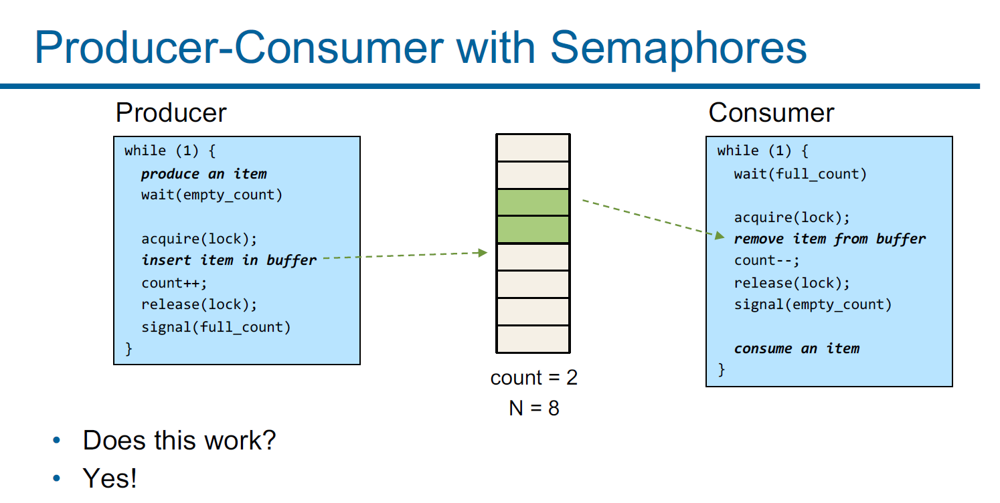 Producer-Consumer with Semaphores
Producer
while (1) {
produce an item
wait(empty_count)
acquire(lock);
insert item in buffer
count++;
release(lock);
signal(full_count)
}
count = 2
N = 8
Consumer
while (1) {
wait(full_count)
acquire(lock);
remove item from buffer
count--;
release(lock);
signal(empty_count)
consume an item
}
• Does this work?
• Yes!